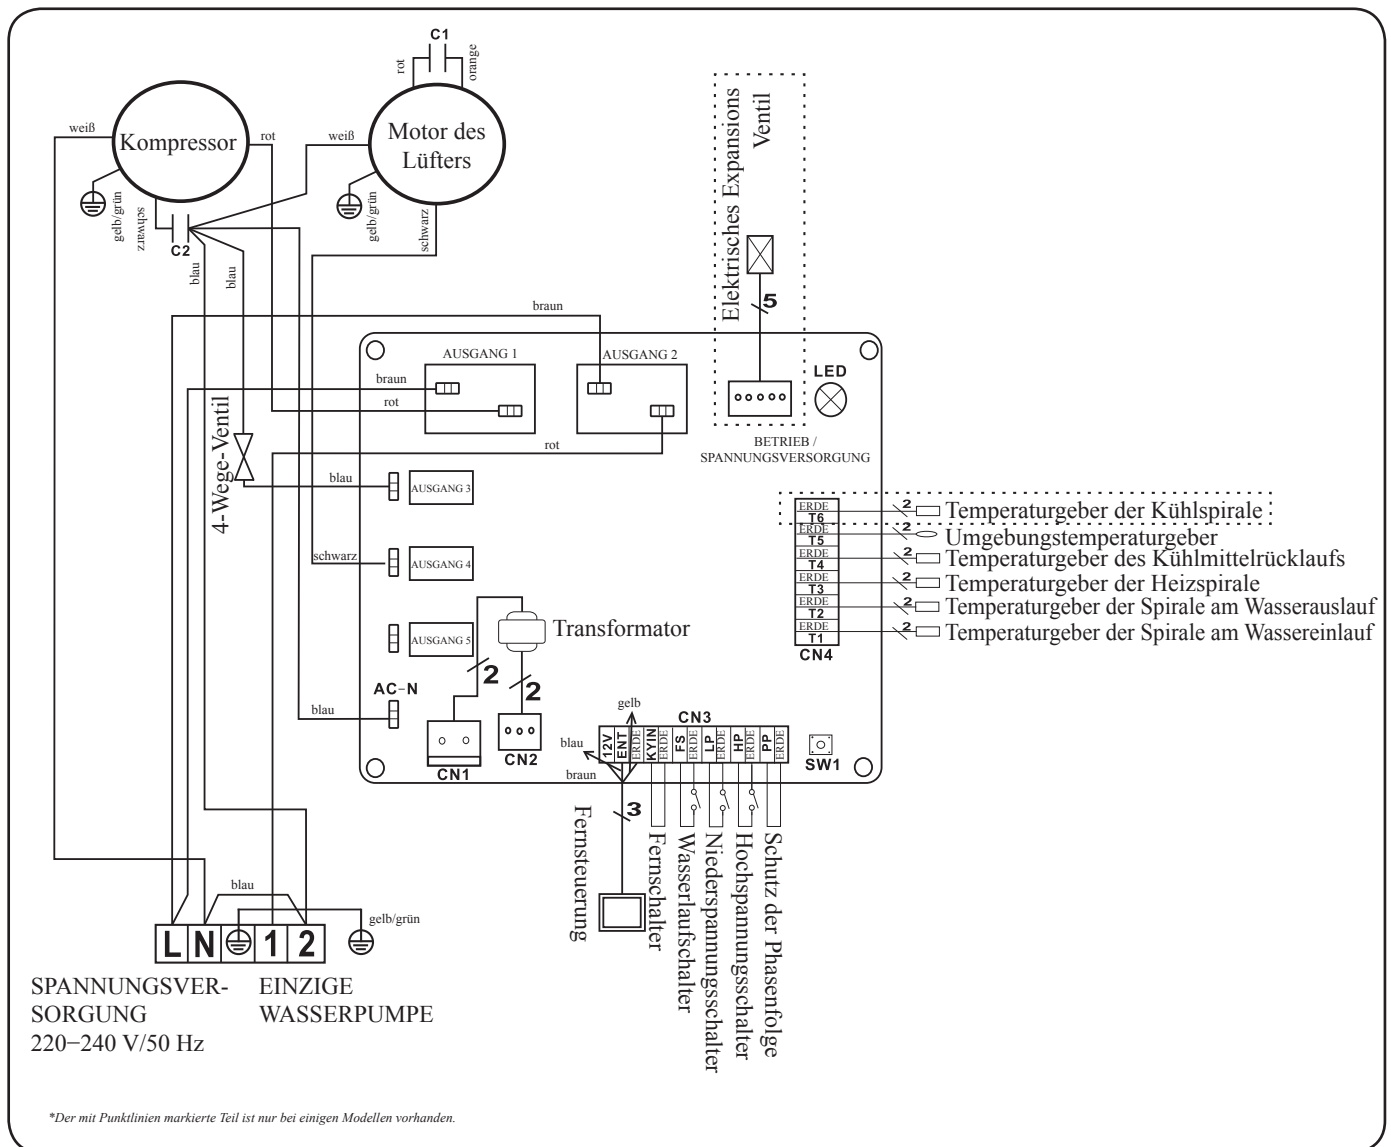 C1
rot
orange
weiß
Kompressor
rot
weiß
Motor des
Lüfters
gelb/grün
schwarz
C2
gelb/grün
schwarz
blau
blau
Elektrisches Expansions
Ventil
5
braun
AUSGANG 1
AUSGANG 2
LED
braun
rot
rot
BETRIEB /
SPANNUNGSVERSORGUNG
4-Wege-Ventil
blau
AUSGANG 3
schwarz
AUSGANG 4
AUSGANG 5
Transformator
2
2
AC-N
blau
CN1
CN2
ERDE
T6
2
Temperaturgeber der Kühlspirale
ERDE
T5
2
Umgebungstemperaturgeber
ERDE
T4
2
Temperaturgeber des Kühlmittelrücklaufs
ERDE
T3
2
Temperaturgeber der Heizspirale
ERDE
T2
2
Temperaturgeber der Spirale am Wasserauslauf
ERDE
T1
2
Temperaturgeber der Spirale am Wassereinlauf
CN4
gelb
CN3
blau
braun
12V
ENT
ERDE
KYIN
ERDE
FS
ERDE
LP
ERDE
HP
ERDE
PP
ERDE
SW1
3
Fernsteuerung
Fernschalter
Wasserlaufschalter
Niederspannungsschalter
Hochspannungsschalter
Schutz der Phasenfolge
blau
gelb/grün
L N 1 2
SPANNUNGSVER-
SORGUNG
220−240 V/50 Hz
EINZIGE
WASSERPUMPE
*Der mit Punktlinien markierte Teil ist nur bei einigen Modellen vorhanden.